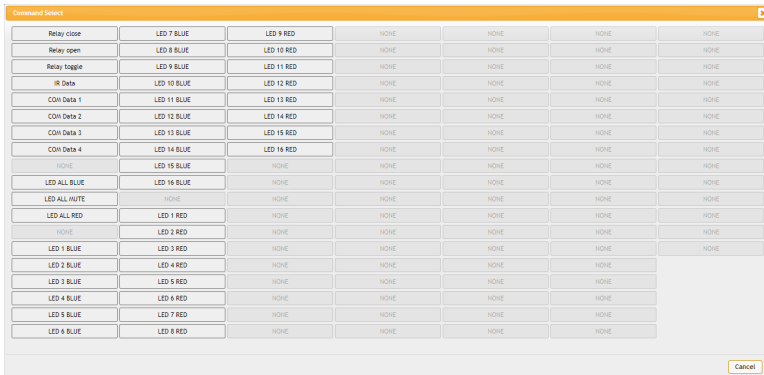 Command Select
Relay close LED 7 BLUE LED 9 RED NONE NONE NONE NONE
Relay open LED 8 BLUE LED 10 RED NONE NONE NONE NONE
Relay toggle LED 9 BLUE LED 11 RED NONE NONE NONE NONE
IR Data LED 10 BLUE LED 12 RED NONE NONE NONE NONE
COM Data 1 LED 11 BLUE LED 13 RED NONE NONE NONE NONE
COM Data 2 LED 12 BLUE LED 14 RED NONE NONE NONE NONE
COM Data 3 LED 13 BLUE LED 15 RED NONE NONE NONE NONE
COM Data 4 LED 14 BLUE LED 16 RED NONE NONE NONE NONE
NONE LED 15 BLUE NONE NONE NONE NONE NONE
LED ALL BLUE LED 16 BLUE NONE NONE NONE NONE NONE
LED ALL MUTE NONE NONE NONE NONE NONE NONE
LED ALL RED LED 1 RED NONE NONE NONE NONE NONE
NONE LED 2 RED NONE NONE NONE NONE NONE
LED 1 BLUE LED 3 RED NONE NONE NONE NONE NONE
LED 2 BLUE LED 4 RED NONE NONE NONE NONE
LED 3 BLUE LED 5 RED NONE NONE NONE NONE
LED 4 BLUE LED 6 RED NONE NONE NONE NONE
LED 5 BLUE LED 7 RED NONE NONE NONE NONE
LED 6 BLUE LED 8 RED NONE NONE NONE NONE
Cancel